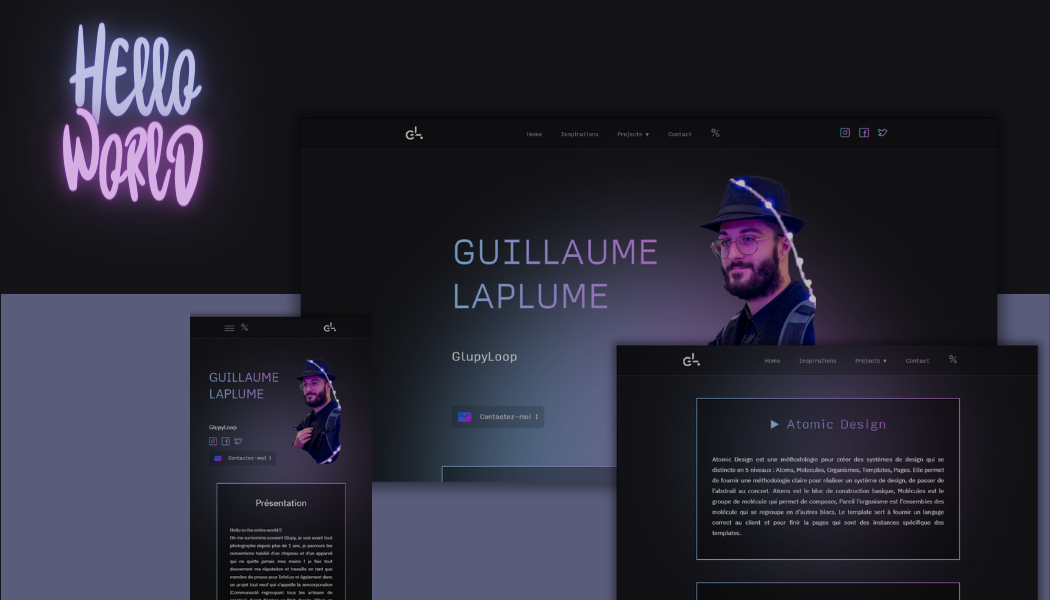 HELLO
WORLD
GL
Home Inspirations Projects ▾ Contact
GUILLAUME
LAPLUME
GlupyLoop
Contactez-moi !
GL
GUILLAUME
LAPLUME
GlupyLoop
Contactez-moi !
Présentation
Hello to the entire world !!
On me surnomme souvent Glupy, je suis avant tout
photographe depuis plus de 1 ans, je parcours les
conventions habillé d'un chapeau et d'un appareil
qui ne quitte jamais mes mains ! je fais tout
doucement ma réputation et travaille en tant que
membre de presse pour InfoLux et également dans
un projet tout neuf qui s'appelle la aercorporation
(Communauté regroupant tous les artisans de
GL
Home Inspirations Projects ▾ Contact
▶ Atomic Design
Atomic Design est une méthodologie pour créer des systèmes de design qui se
distincte en 5 niveaux : Atoms, Molecules, Organismes, Templates, Pages. Elle permet
de fournir une méthodologie claire pour réaliser un système de design, de passer de
l'abstrait au concret. Atoms est le bloc de construction basique, Molécules est le
groupe de molécule qui permet de composer, Pareil l'organisme est l'ensembles des
molécule qui se regroupe en d'autres blocs, Le template sert à fournir un langage
correct au client et pour finir la pages qui sont des instances spécifique des
templates.